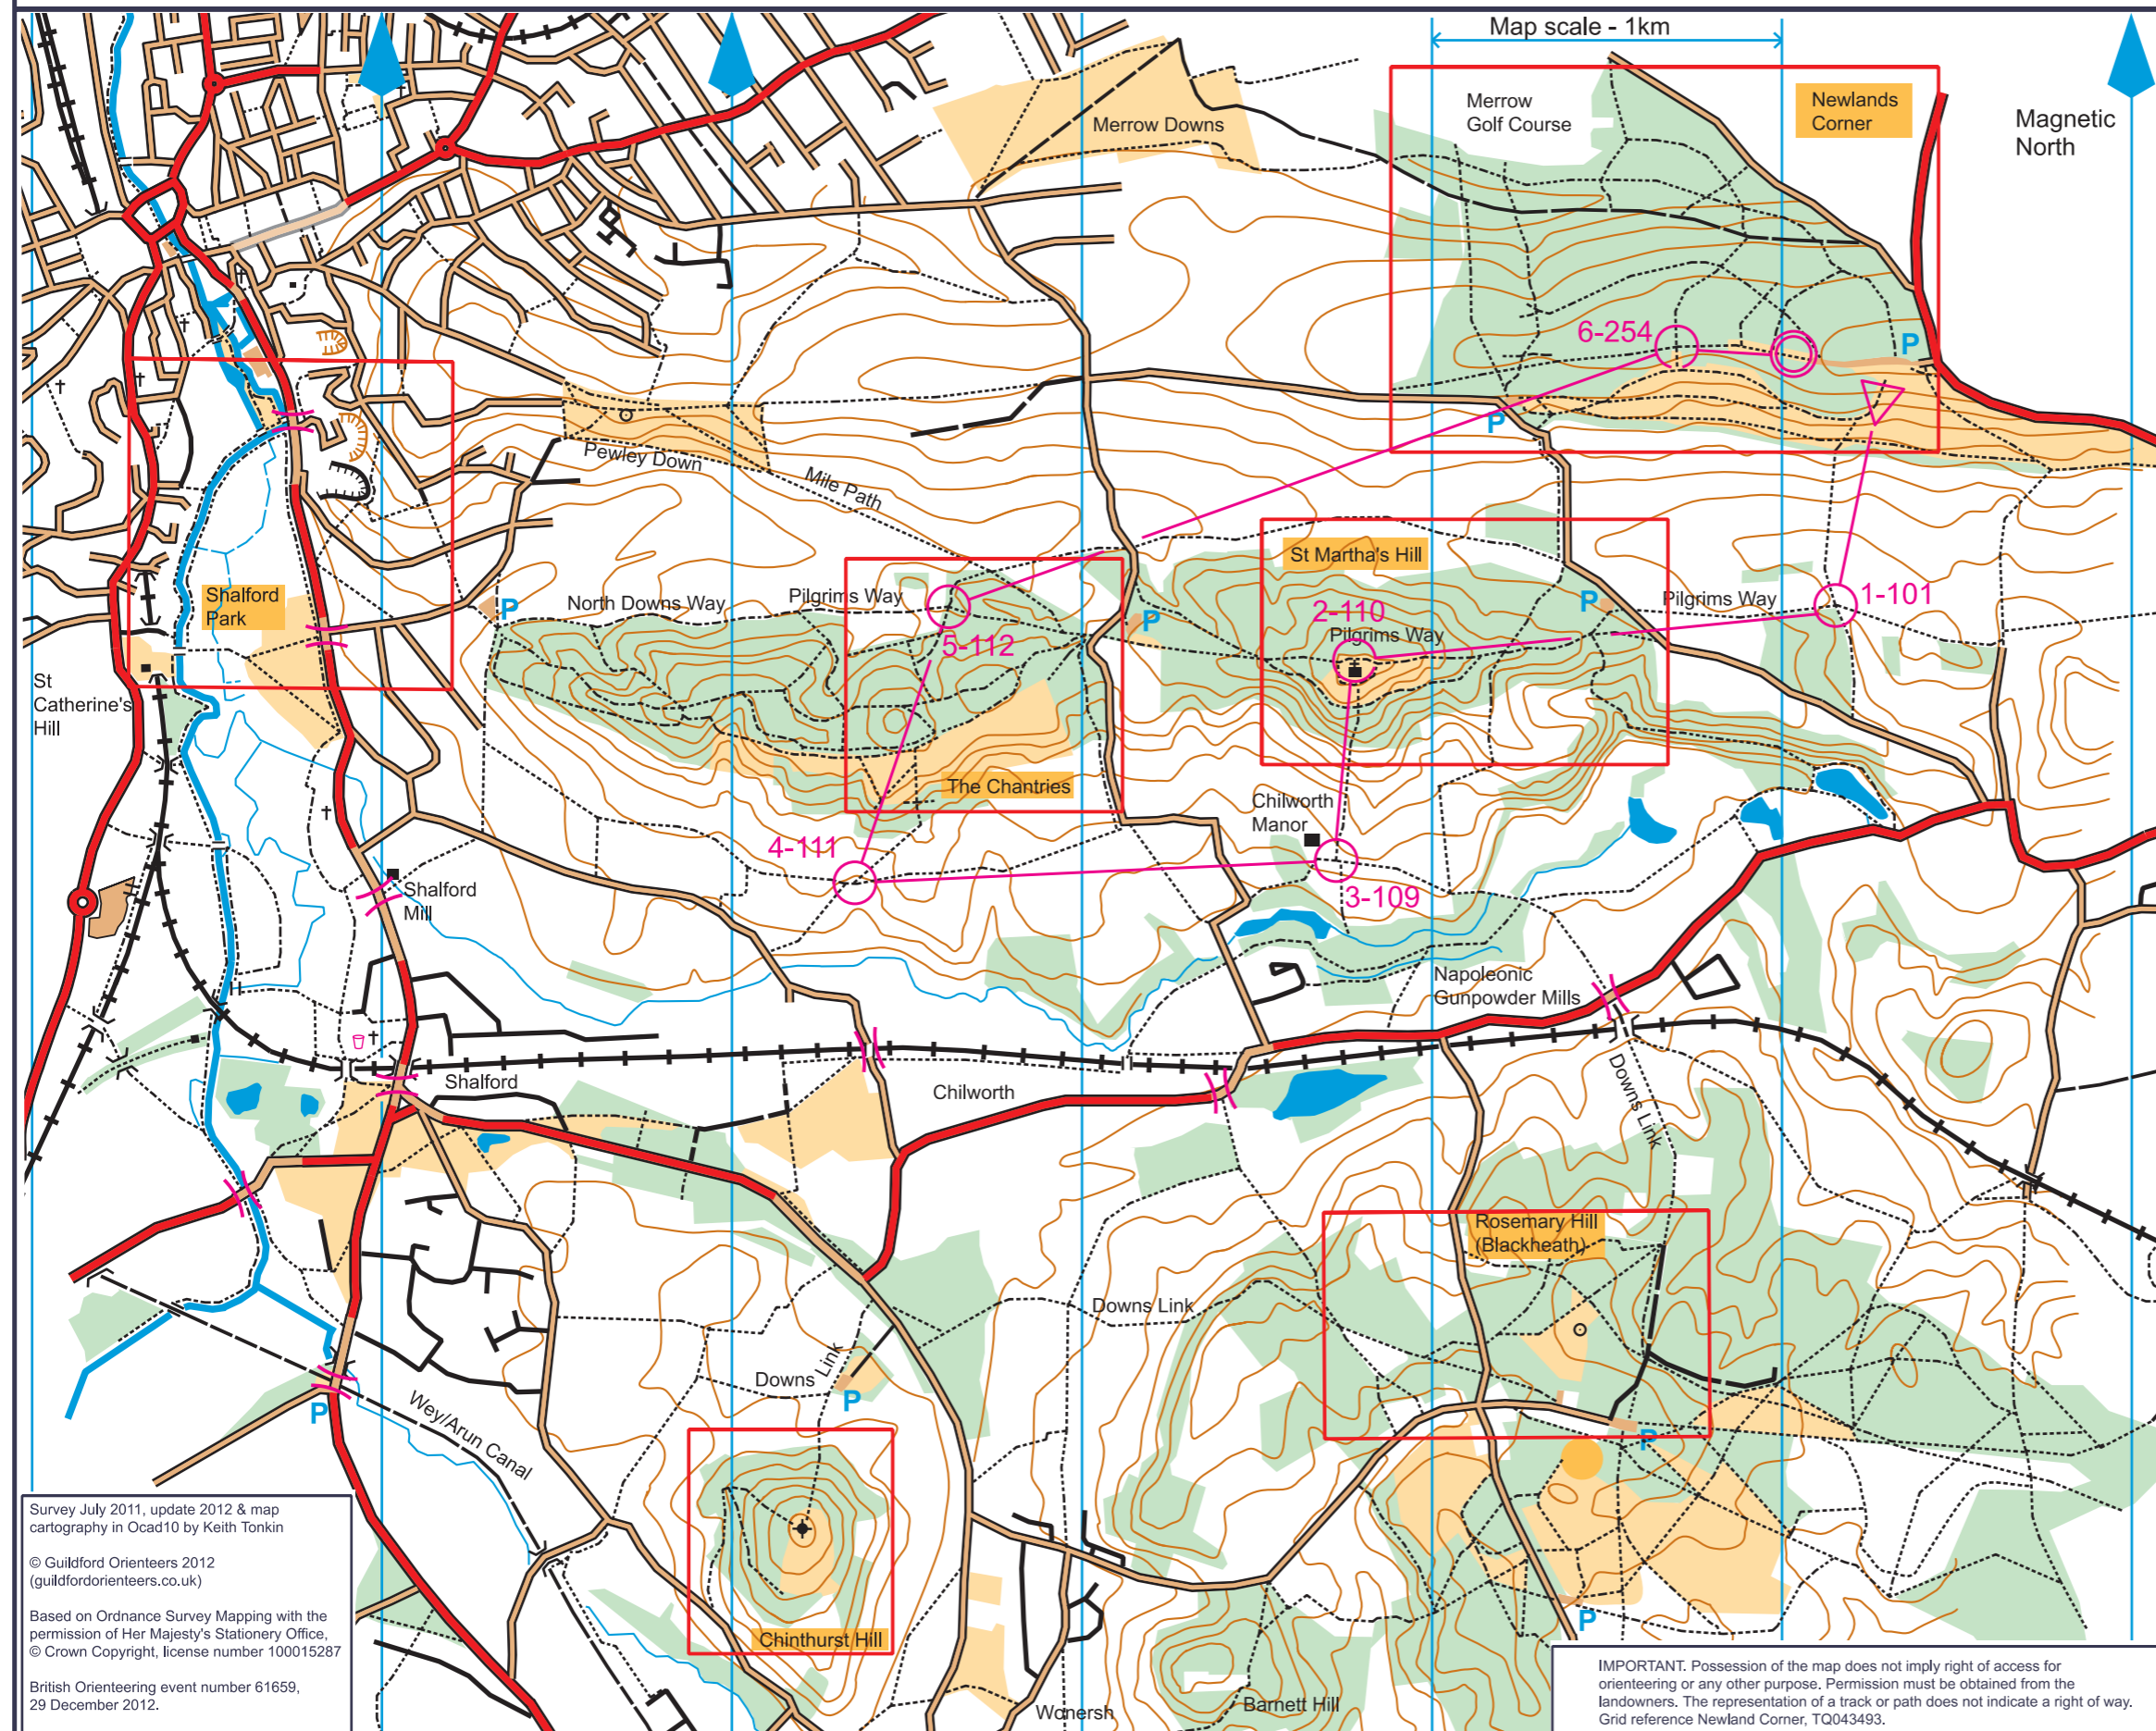 Map scale - 1km
Merrow
Golf Course
Newlands
Corner
Magnetic
North
Merrow Downs
6-254
P
P
Pewley Down
Mile Path
St Martha's Hill
Shalford
Park
P
North Downs Way
Pilgrims Way
P
5-112
2-110
Pilgrims Way
P
Pilgrims Way
1-101
St
Catherine's
Hill
The Chantries
Chilworth
Manor
4-111
3-109
Shalford
Mill
Napoleonic
Gunpowder Mills
Shalford
Chilworth
Downs Link
Rosemary Hill
(Blackheath)
Downs Link
Downs Link
P
P
Wey/Arun Canal
P
P
Chinthurst Hill
Wonersh
Barnett Hill
Survey July 2011, update 2012 & map
cartography in Ocad10 by Keith Tonkin
© Guildford Orienteers 2012
(guildfordorienteers.co.uk)
Based on Ordnance Survey Mapping with the
permission of Her Majesty's Stationery Office,
© Crown Copyright, license number 100015287
British Orienteering event number 61659,
29 December 2012.
IMPORTANT. Possession of the map does not imply right of access for
orienteering or any other purpose. Permission must be obtained from the
landowners. The representation of a track or path does not indicate a right of way.
Grid reference Newland Corner, TQ043493.